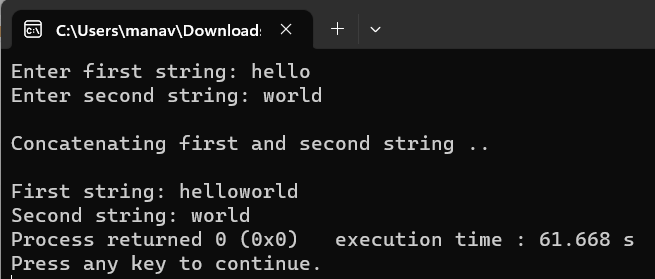 C:\Users\manav\Download:
Enter first string: hello
Enter second string: world
Concatenating first and second string ..
First string: helloworld
Second string: world
Process returned 0 (0x0)   execution time : 61.668 s
Press any key to continue.